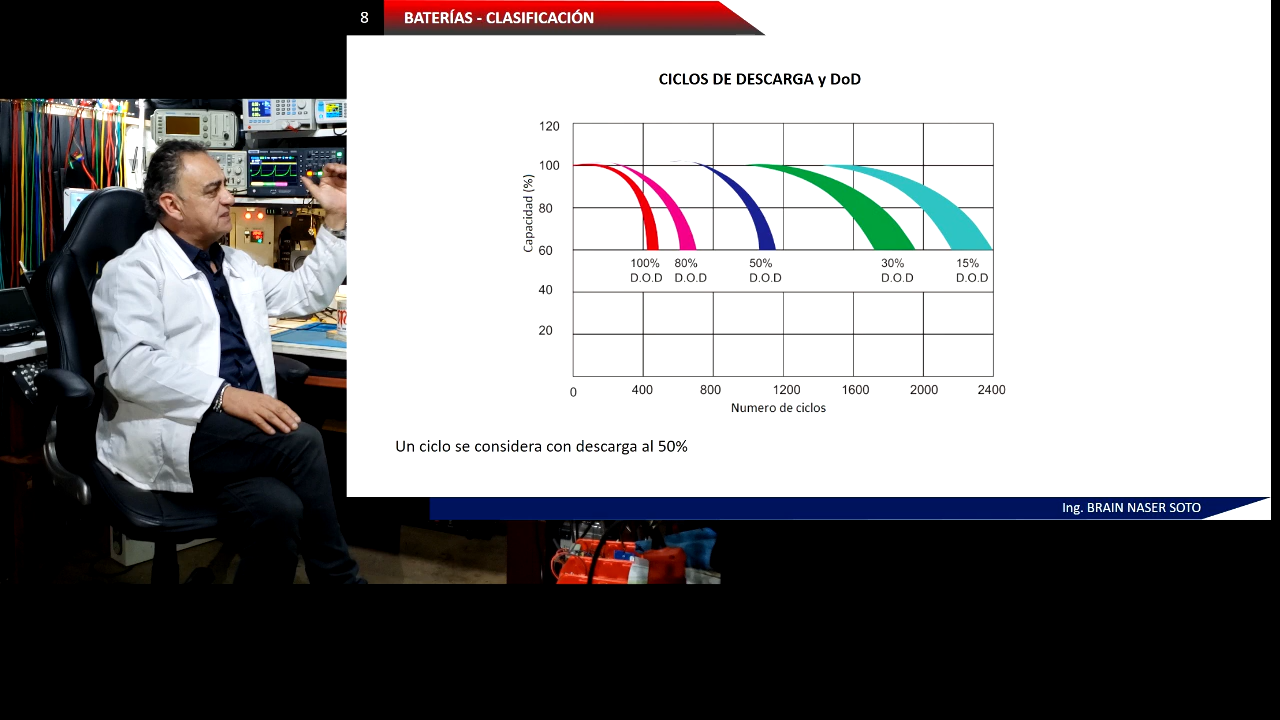 8
BATERÍAS - CLASIFICACIÓN
CICLOS DE DESCARGA y DoD
120
100
80
60
40
20
Capacidad (%)
100% D.O.D
80% D.O.D
50% D.O.D
30% D.O.D
15% D.O.D
0 400 800 1200 1600 2000 2400
Numero de ciclos
Un ciclo se considera con descarga al 50%
Ing. BRAIN NASER SOTO